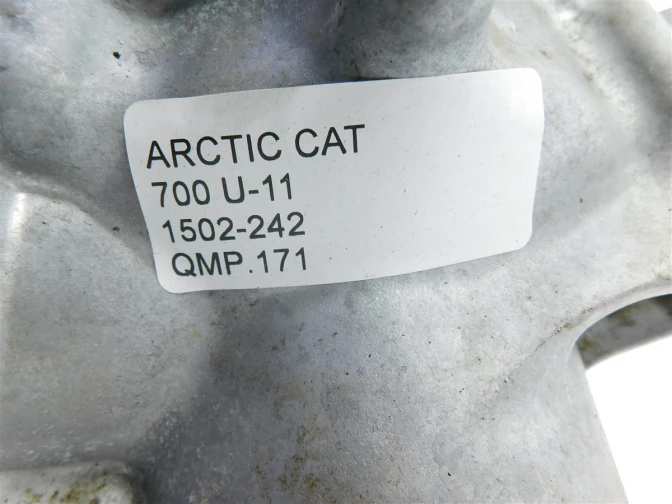 ARCTIC CAT
700 U-11
1502-242
QMP.171